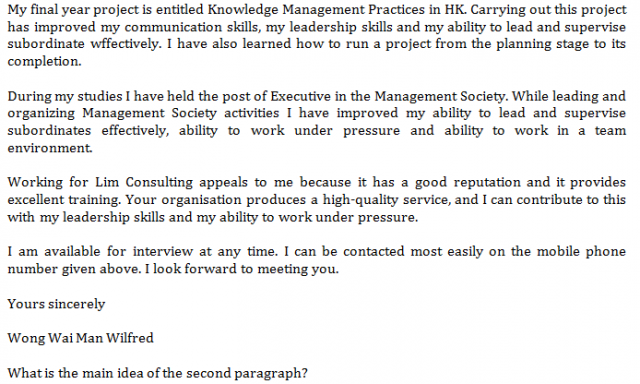 My final year project is entitled Knowledge Management Practices in HK. Carrying out this project
has improved my communication skills, my leadership skills and my ability to lead and supervise
subordinate wffectively. I have also learned how to run a project from the planning stage to its
completion.
During my studies I have held the post of Executive in the Management Society. While leading and
organizing Management Society activities I have improved my ability to lead and supervise
subordinates effectively, ability to work under pressure and ability to work in a team
environment.
Working for Lim Consulting appeals to me because it has a good reputation and it provides
excellent training. Your organisation produces a high-quality service, and I can contribute to this
with my leadership skills and my ability to work under pressure.
I am available for interview at any time. I can be contacted most easily on the mobile phone
number given above. I look forward to meeting you.
Yours sincerely
Wong Wai Man Wilfred
What is the main idea of the second paragraph?